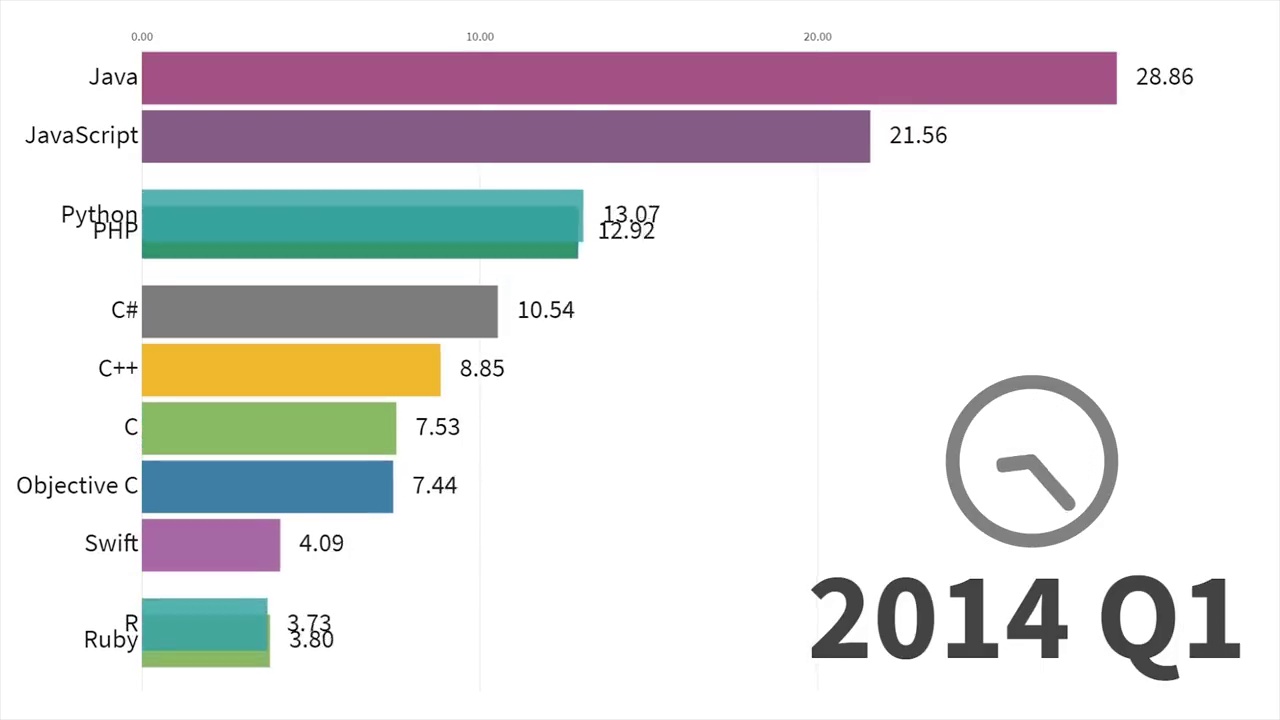 0.00 10.00 20.00
Java 28.86
JavaScript 21.56
Python 13.07
PHP 12.92
C# 10.54
C++ 8.85
C 7.53
Objective C 7.44
Swift 4.09
R 3.73
Ruby 3.80
2014 Q1